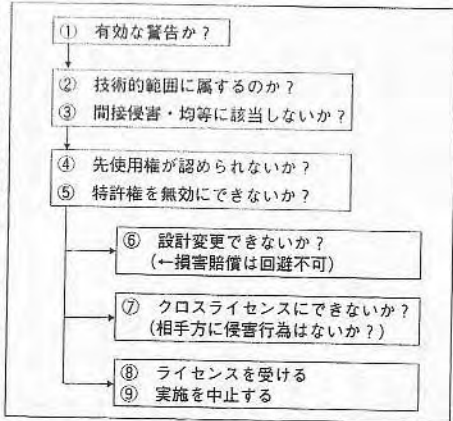 ① 有効な警告か？
② 技術的範囲に属するのか？
③ 間接侵害・均等に該当しないか？
④ 先使用権が認められないか？
⑤ 特許権を無効にできないか？
⑥ 設計変更できないか？
（←損害賠償は回避不可）
⑦ クロスライセンスにできないか？
（相手方に侵害行為はないか？）
⑧ ライセンスを受ける
⑨ 実施を中止する